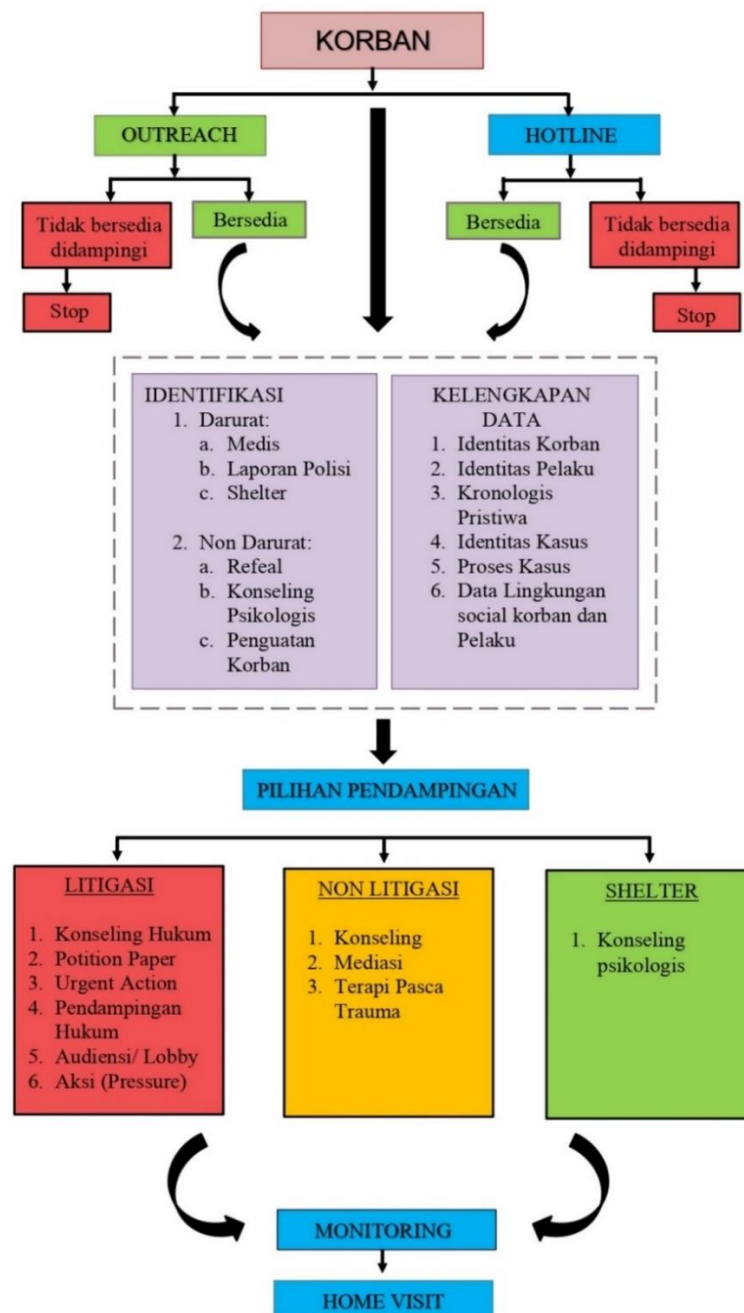 KORBAN
OUTREACH
HOTLINE
Tidak bersedia
didampingi
Bersedia
Bersedia
Tidak bersedia
didampingi
Stop
Stop
IDENTIFIKASI
1. Darurat:
a. Medis
b. Laporan Polisi
c. Shelter
2. Non Darurat:
a. Refeal
b. Konseling
Psikologis
c. Penguatan
Korban
KELENGKAPAN
DATA
1. Identitas Korban
2. Identitas Pelaku
3. Kronologis
Pristiwa
4. Identitas Kasus
5. Proses Kasus
6. Data Lingkungan
social korban dan
Pelaku
PILIHAN PENDAMPINGAN
LITIGASI
1. Konseling Hukum
2. Potition Paper
3. Urgent Action
4. Pendampingan
Hukum
5. Audiensi/ Lobby
6. Aksi (Pressure)
NON LITIGASI
1. Konseling
2. Mediasi
3. Terapi Pasca
Trauma
SHELTER
1. Konseling
psikologis
MONITORING
HOME VISIT